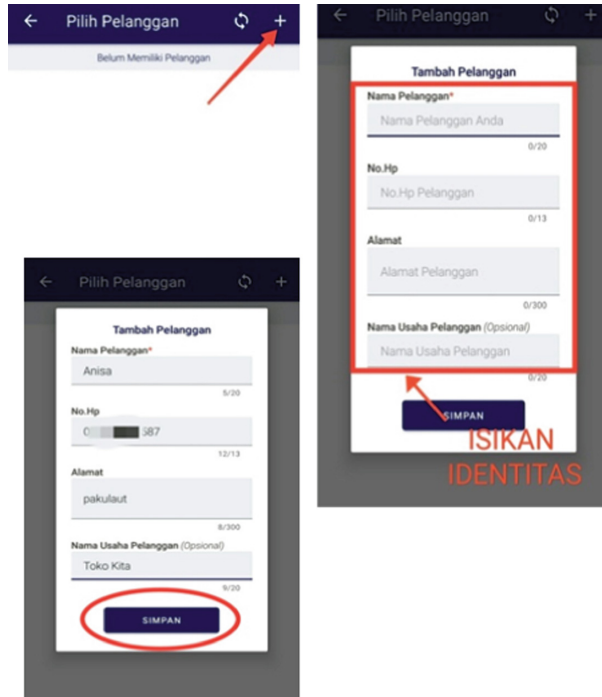 Pilih Pelanggan
Belum Memiliki Pelanggan
Pilih Pelanggan
Tambah Pelanggan
Nama Pelanggan*
Nama Pelanggan Anda
0/20
No.Hp
No.Hp Pelanggan
0/13
Alamat
Alamat Pelanggan
0/300
Nama Usaha Pelanggan (Opsional)
Nama Usaha Pelanggan
0/20
SIMPAN
ISIKAN
IDENTITAS
Pilih Pelanggan
Tambah Pelanggan
Nama Pelanggan*
Anisa
5/20
No.Hp
0 587
12/13
Alamat
pakulaut
8/300
Nama Usaha Pelanggan (Opsional)
Toko Kita
9/20
SIMPAN